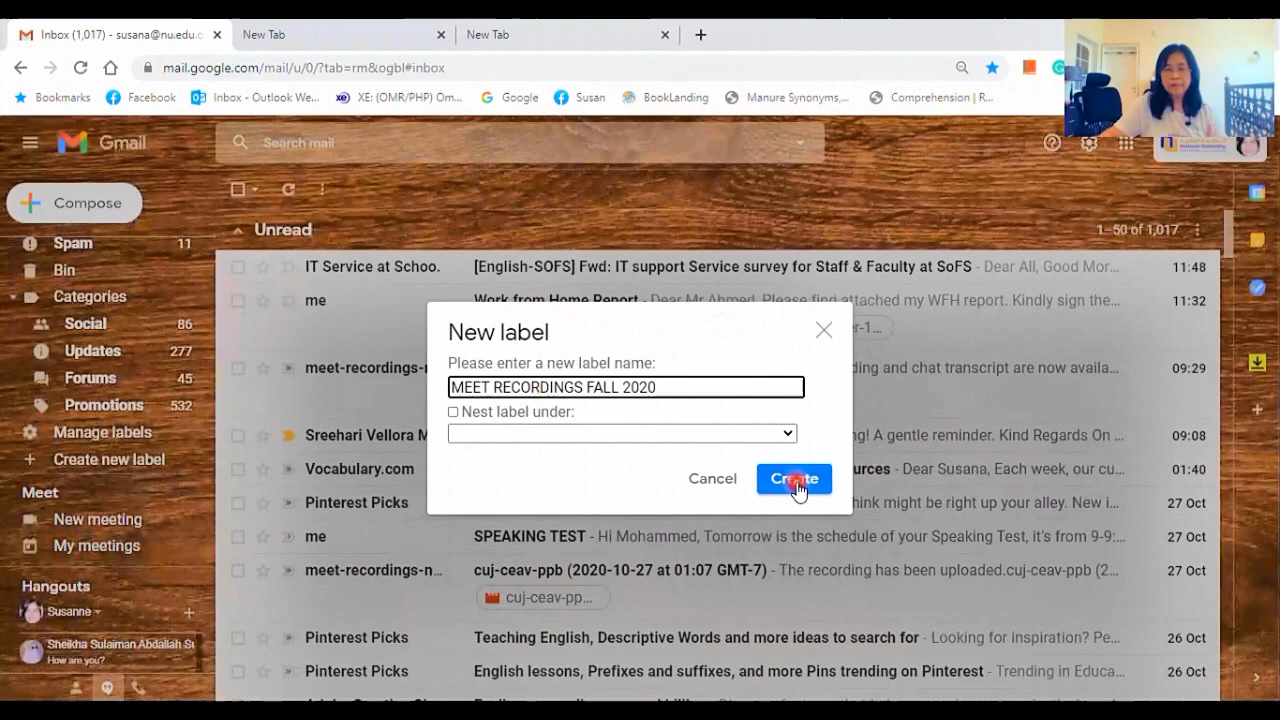 Inbox (1,017) - susana@nu.edu.c
New Tab
New Tab
mail.google.com/mail/u/0/?tab=rm&ogbl#inbox
Bookmarks Facebook Inbox - Outlook We... XE: (OMR/PHP) Om... Google Susan BookLanding Manure Synonyms,... Comprehension | R...
Gmail
Search mail
Compose
Spam 11
Bin
Categories
Social 86
Updates 277
Forums 45
Promotions 532
Manage labels
Create new label
Meet
New meeting
My meetings
Hangouts
Susanne
Sheikha Sulaiman Abdallah Su
How are you?
Unread 1–50 of 1,017
IT Service at Schoo. [English-SOFS] Fwd: IT support Service survey for Staff & Faculty at SoFS - Dear All, Good Mor... 11:48
me Work from Home Report - Dear Mr Ahmed, Please find attached my WFH report. Kindly sign the... 11:32
er-1...
meet-recordings-n ding and chat transcript are now availa... 09:29
Sreehari Vellora M ng! A gentle reminder. Kind Regards On ... 09:08
Vocabulary.com ources - Dear Susana, Each week, our cu... 01:40
Pinterest Picks think might be right up your alley. New i... 27 Oct
me SPEAKING TEST - Hi Mohammed, Tomorrow is the schedule of your Speaking Test, it's from 9-9:... 27 Oct
meet-recordings-n... cuj-ceav-ppb (2020-10-27 at 01:07 GMT-7) - The recording has been uploaded.cuj-ceav-ppb (2... 27 Oct
cuj-ceav-pp...
Pinterest Picks Teaching English, Descriptive Words and more ideas to search for - Looking for inspiration? Pe... 26 Oct
Pinterest Picks English lessons, Prefixes and suffixes, and more Pins trending on Pinterest - Trending in Educa... 26 Oct
New label
Please enter a new label name:
MEET RECORDINGS FALL 2020
Nest label under:
Cancel
Create